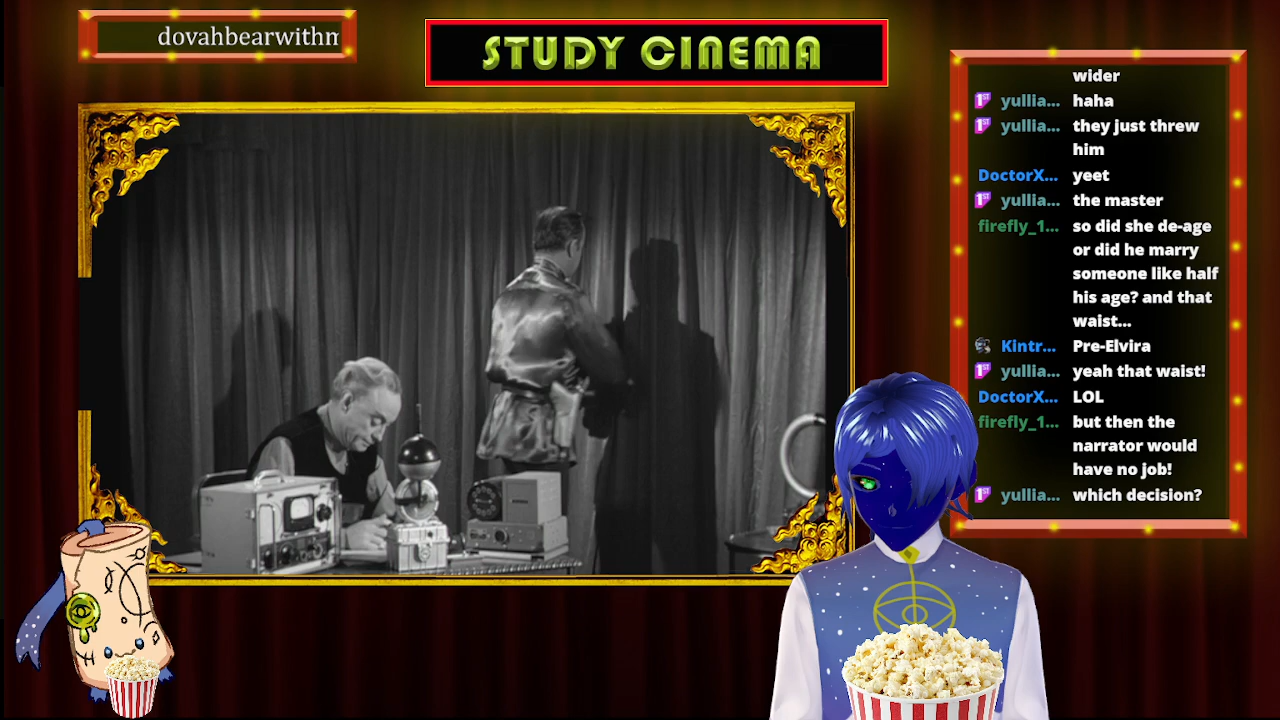 dovahbearwithm
STUDY CINEMA
wider
yullia... haha
yullia... they just threw
him
DoctorX... yeet
yullia... the master
firefly_1... so did she de-age
or did he marry
someone like half
his age? and that
waist...
Kintr... Pre-Elvira
yullia... yeah that waist!
DoctorX... LOL
firefly_1... but then the
narrator would
have no job!
yullia... which decision?